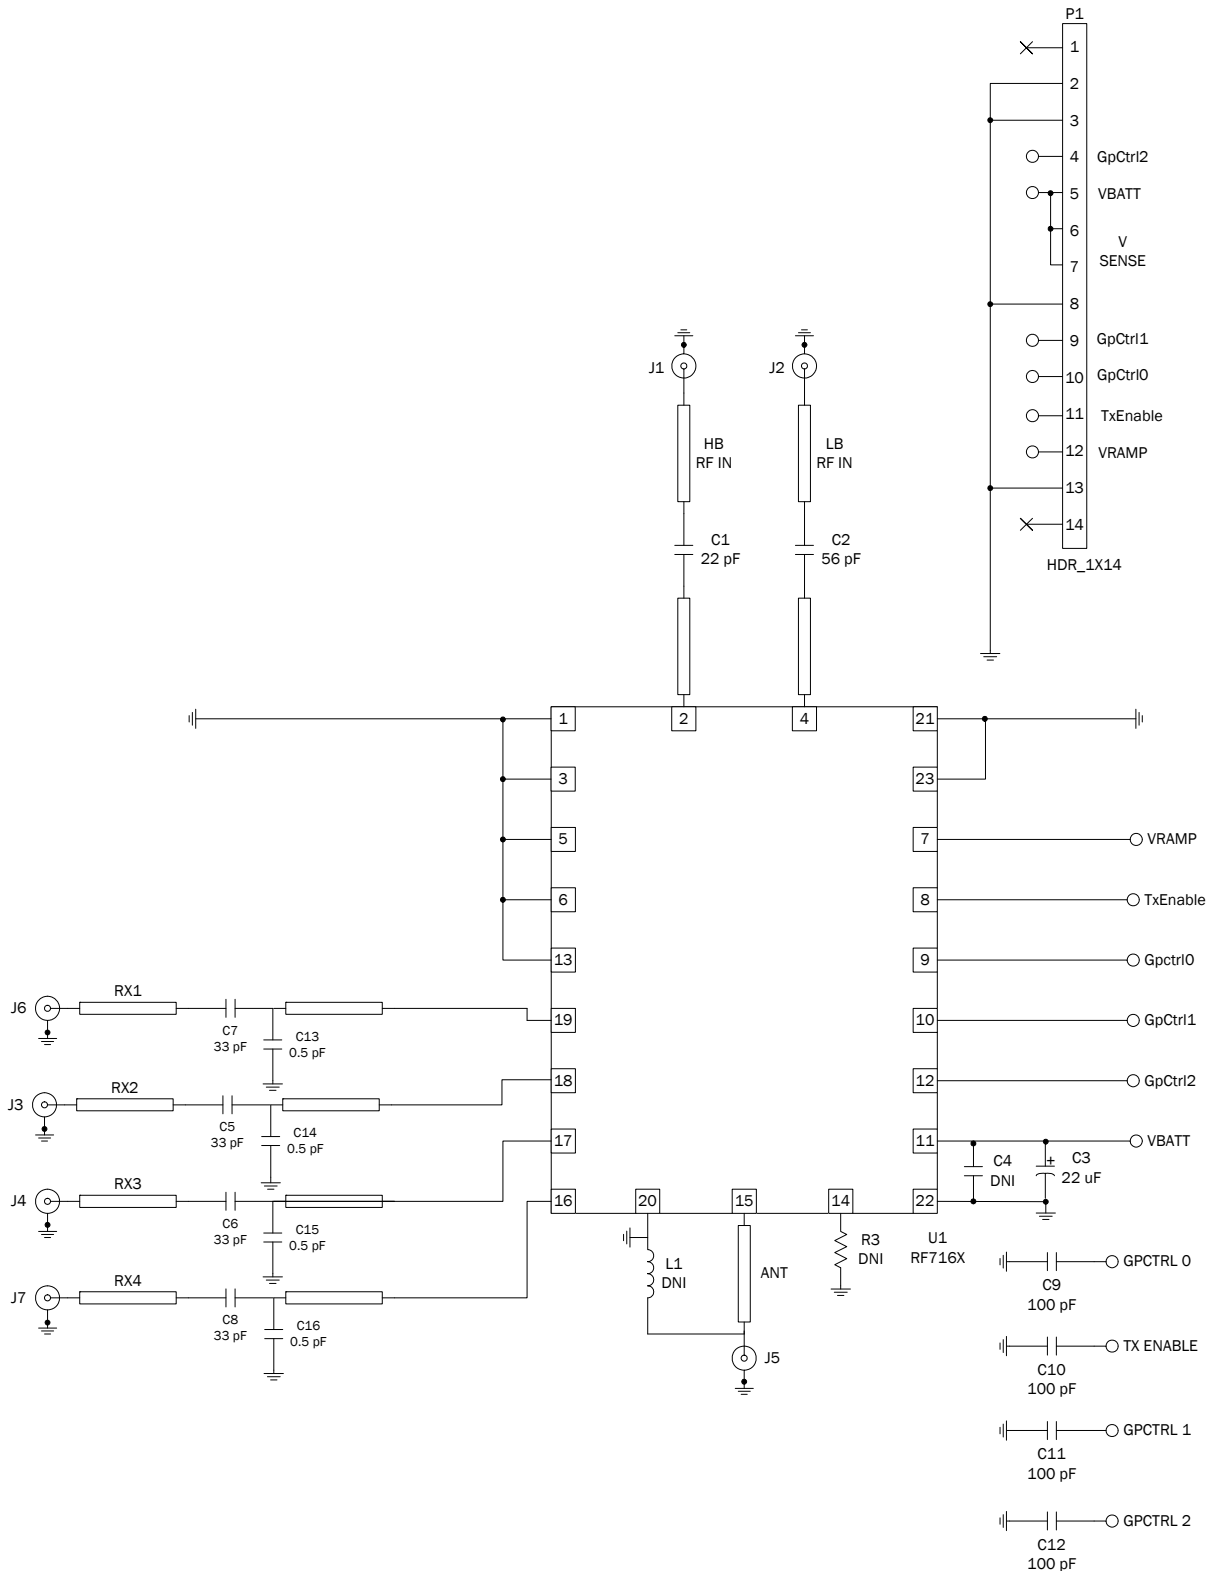 P1
1
2
3
4 GpCtrl2
5 VBATT
6
V
SENSE
7
8
9 GpCtrl1
10 GpCtrl0
11 TxEnable
12 VRAMP
13
14
HDR_1X14
J1
J2
HB
RF IN
LB
RF IN
C1
22 pF
C2
56 pF
1
2
4
21
3
23
5
7
VRAMP
6
8
TxEnable
13
9
Gpctrl0
19
10
GpCtrl1
18
12
GpCtrl2
17
11
VBATT
16
20
15
14
22
J6
RX1
C7
33 pF
C13
0.5 pF
J3
RX2
C5
33 pF
C14
0.5 pF
J4
RX3
C6
33 pF
C15
0.5 pF
J7
RX4
C8
33 pF
C16
0.5 pF
C4
DNI
+
C3
22 uF
L1
DNI
ANT
R3
DNI
U1
RF716X
J5
GPCTRL 0
C9
100 pF
TX ENABLE
C10
100 pF
GPCTRL 1
C11
100 pF
GPCTRL 2
C12
100 pF